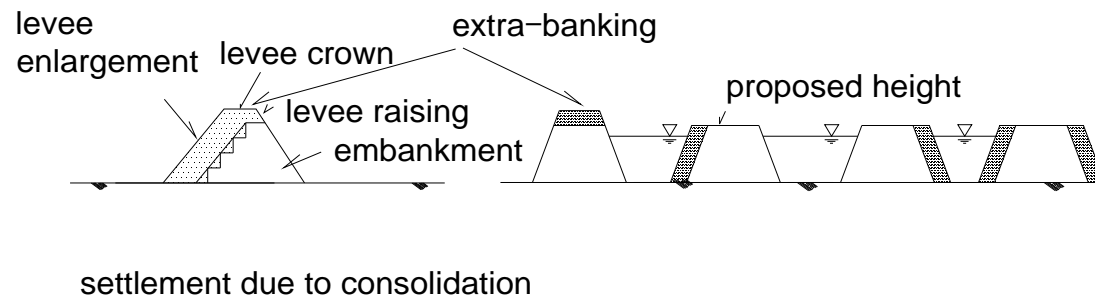 levee
enlargement
levee crown
extra−banking
levee raising
embankment
proposed height
settlement due to consolidation